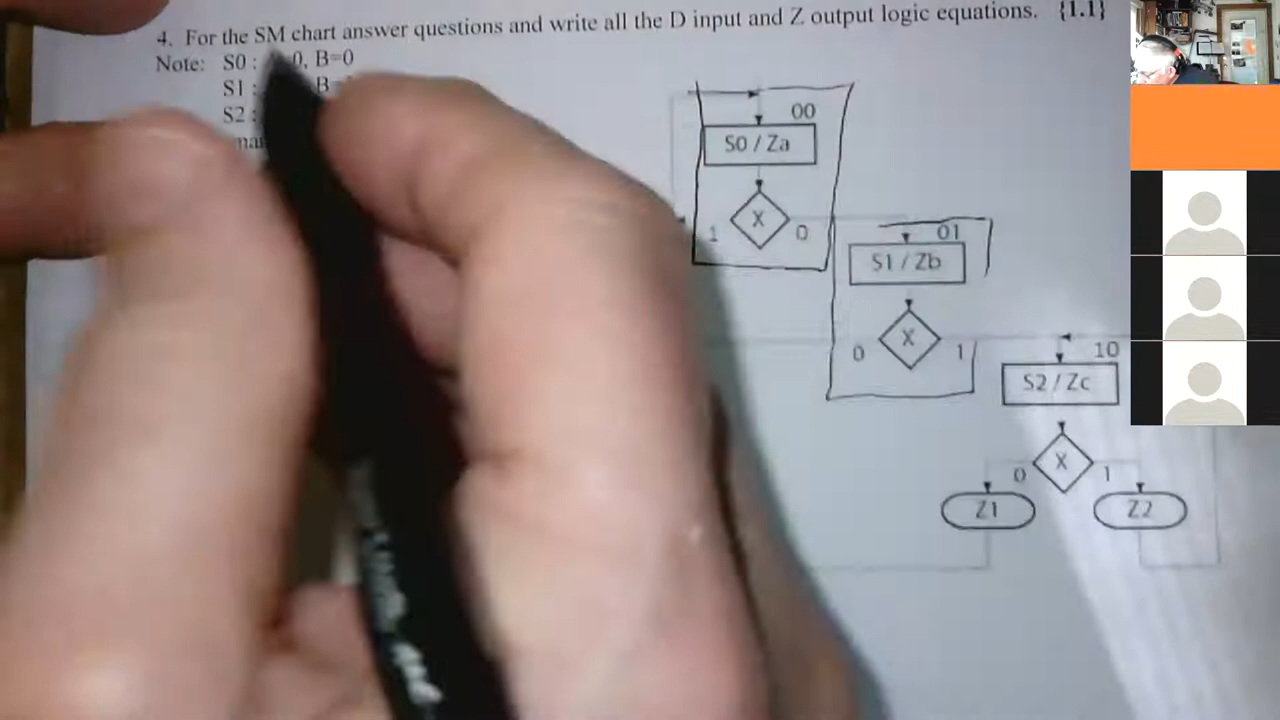 4. For the SM chart answer questions and write all the D input and Z output logic equations. {1.1}
Note: S0 : 0, B=0
S1 : B
S2 :
00
S0 / Za
X
1 0
01
S1 / Zb
X
0 1
10
S2 / Zc
X
0 1
Z1 Z2